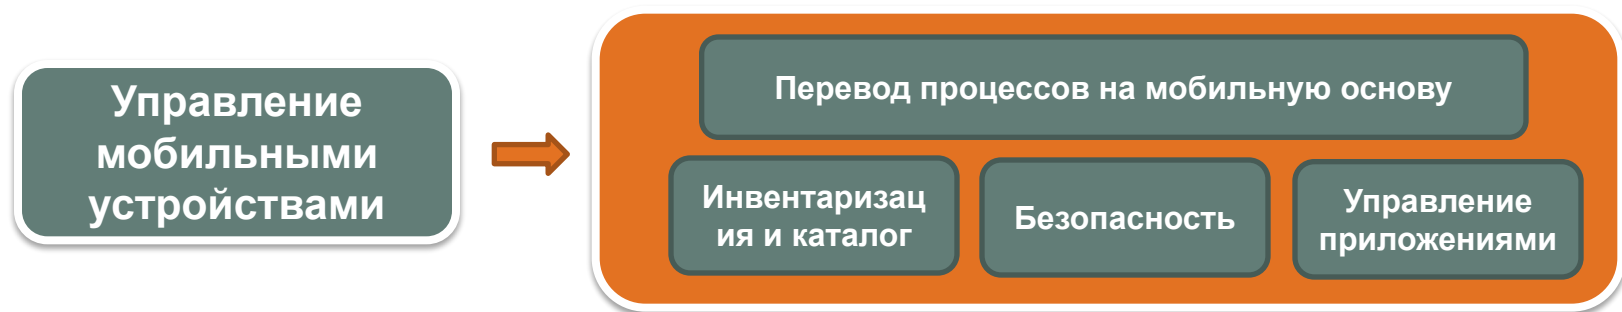 Управление
мобильными
устройствами
Перевод процессов на мобильную основу
Инвентаризац
ия и каталог
Безопасность
Управление
приложениями